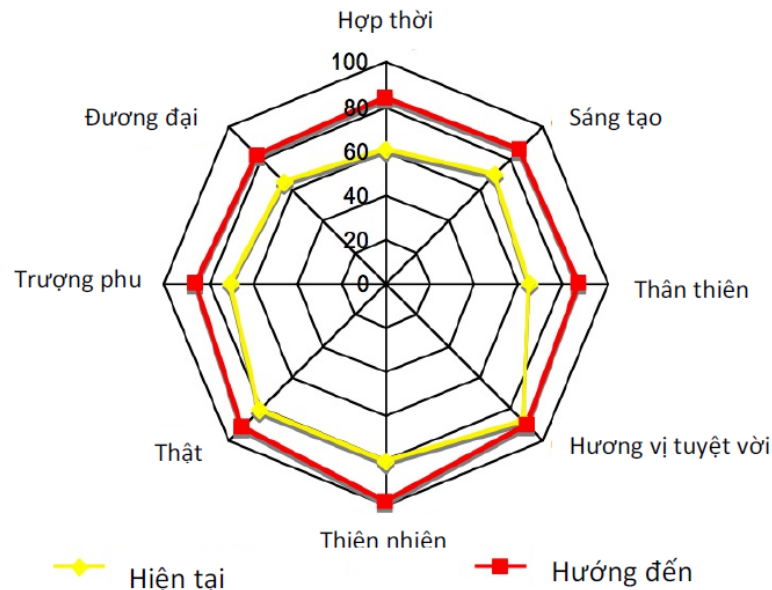 Hợp thời
100
Đương đại
80
Sáng tạo
60
40
20
Trượng phu
0
Thân thiên
Thật
Hương vị tuyệt vời
Thiên nhiên
Hiên tai
Hướng đến